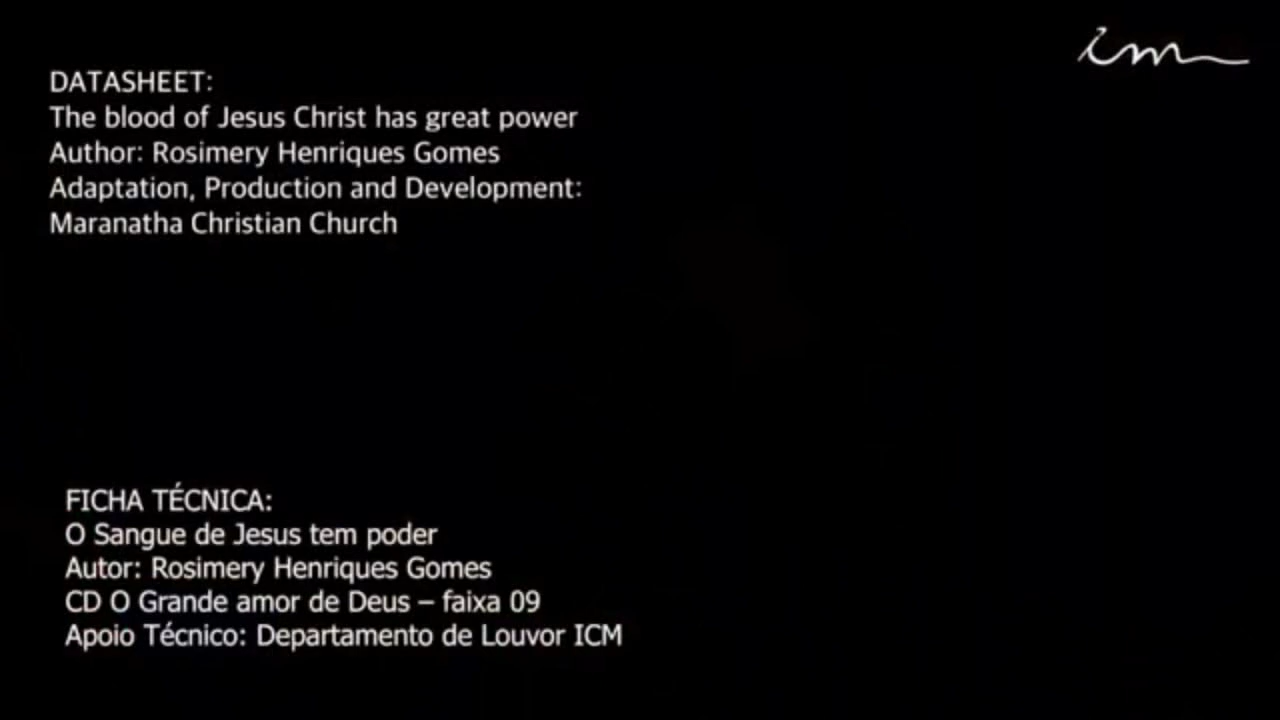 im
DATASHEET:
The blood of Jesus Christ has great power
Author: Rosimery Henriques Gomes
Adaptation, Production and Development:
Maranatha Christian Church
FICHA TÉCNICA:
O Sangue de Jesus tem poder
Autor: Rosimery Henriques Gomes
CD O Grande amor de Deus – faixa 09
Apoio Técnico: Departamento de Louvor ICM